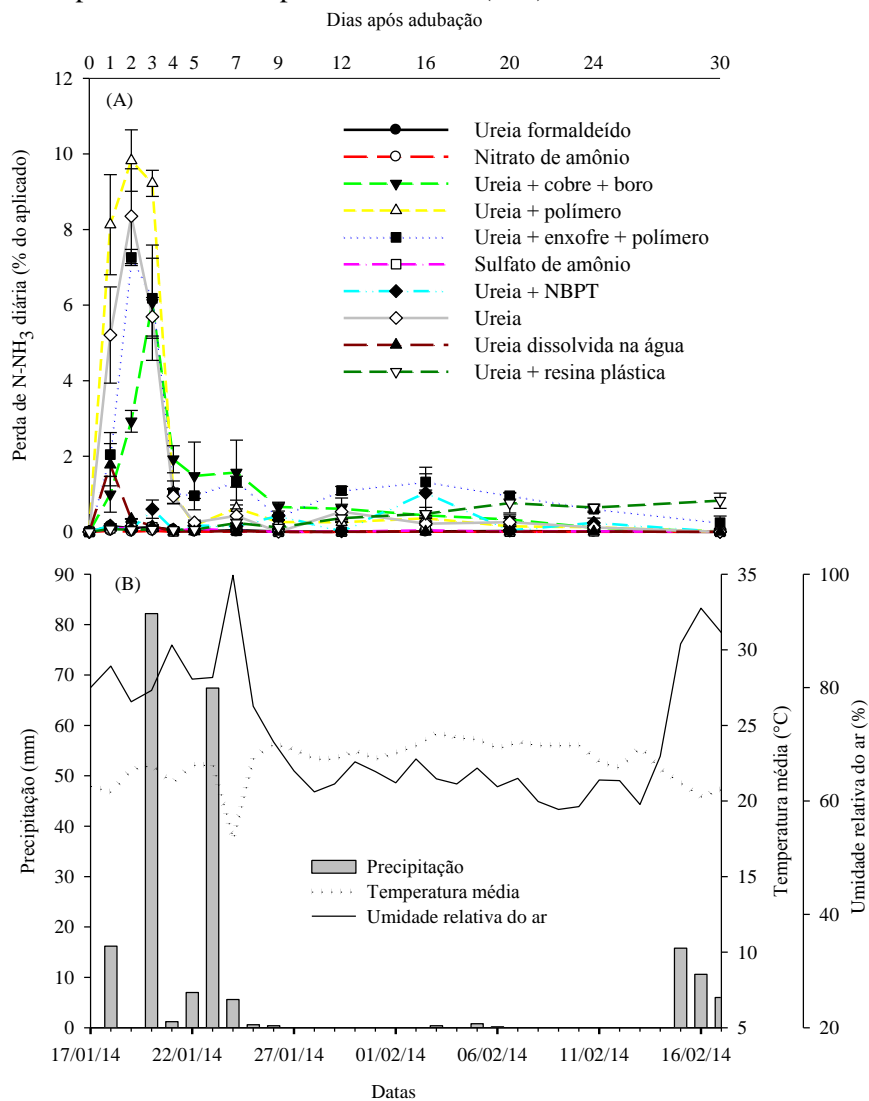 Dias após adubação
0 1 2 3 4 5 7 9 12 16 20 24 30
(A)
12
10
8
6
4
2
0
Perda de N-NH3 diária (% do aplicado)
Ureia formaldeído
Nitrato de amônio
Ureia + cobre + boro
Ureia + polímero
Ureia + enxofre + polímero
Sulfato de amônio
Ureia + NBPT
Ureia
Ureia dissolvida na água
Ureia + resina plástica
(B)
90
80
70
60
50
40
30
20
10
0
Precipitação (mm)
35
30
25
20
15
10
5
Temperatura média (°C)
100
80
60
40
20
Umidade relativa do ar (%)
Precipitação
Temperatura média
Umidade relativa do ar
17/01/14 22/01/14 27/01/14 01/02/14 06/02/14 11/02/14 16/02/14
Datas